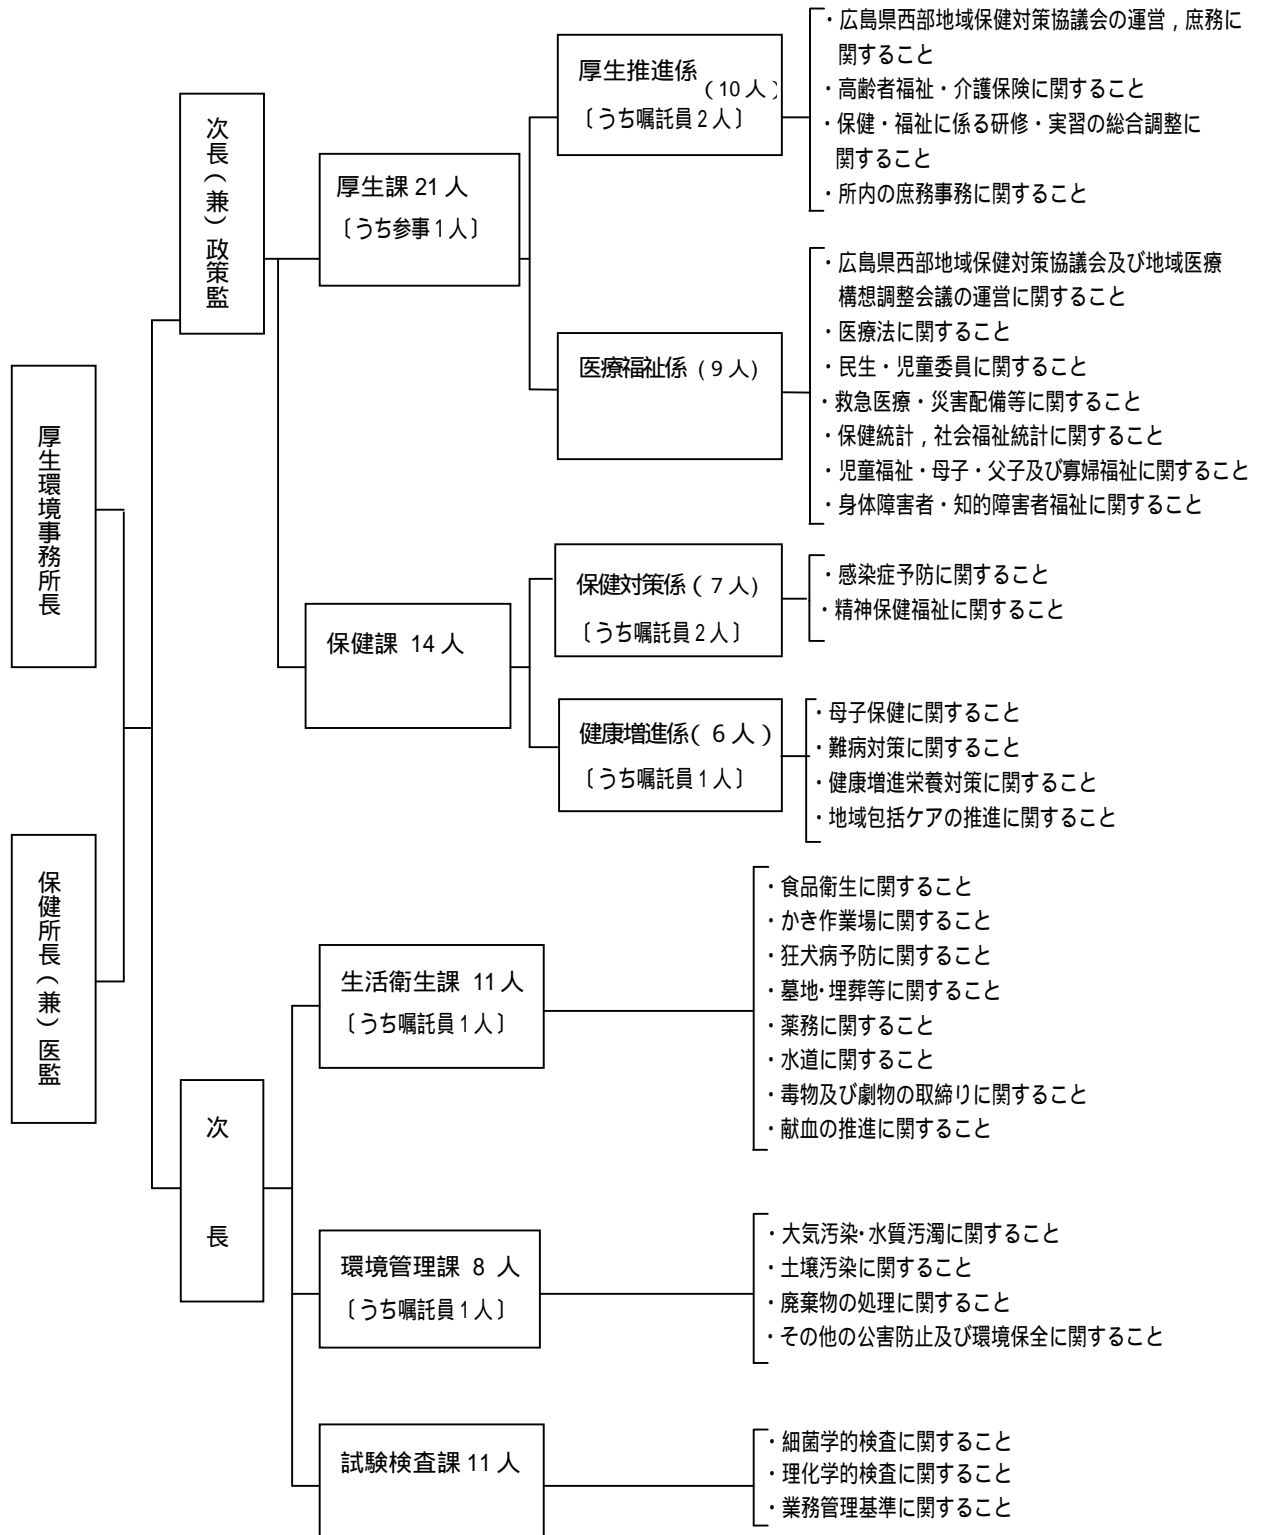 厚生環境事務所長
保健所長（兼）医監
次長（兼）政策監
次長
厚生課 21 人
〔うち参事 1 人〕
厚生推進係
（10 人）
〔うち嘱託員 2 人〕
・広島県西部地域保健対策協議会の運営，庶務に
関すること
・高齢者福祉・介護保険に関すること
・保健・福祉に係る研修・実習の総合調整に
関すること
・所内の庶務事務に関すること
医療福祉係 (９人)
・広島県西部地域保健対策協議会及び地域医療
構想調整会議の運営に関すること
・医療法に関すること
・民生・児童委員に関すること
・救急医療・災害配備等に関すること
・保健統計，社会福祉統計に関すること
・児童福祉・母子・父子及び寡婦福祉に関すること
・身体障害者・知的障害者福祉に関すること
保健課 14 人
保健対策係（７人)
〔うち嘱託員 2 人〕
・感染症予防に関すること
・精神保健福祉に関すること
健康増進係(６人）
〔うち嘱託員 1 人〕
・母子保健に関すること
・難病対策に関すること
・健康増進栄養対策に関すること
・地域包括ケアの推進に関すること
生活衛生課 11 人
〔うち嘱託員 1 人〕
・食品衛生に関すること
・かき作業場に関すること
・狂犬病予防に関すること
・墓地・埋葬等に関すること
・薬務に関すること
・水道に関すること
・毒物及び劇物の取締りに関すること
・献血の推進に関すること
環境管理課 8 人
〔うち嘱託員 1 人〕
・大気汚染・水質汚濁に関すること
・土壌汚染に関すること
・廃棄物の処理に関すること
・その他の公害防止及び環境保全に関すること
試験検査課 11 人
・細菌学的検査に関すること
・理化学的検査に関すること
・業務管理基準に関すること